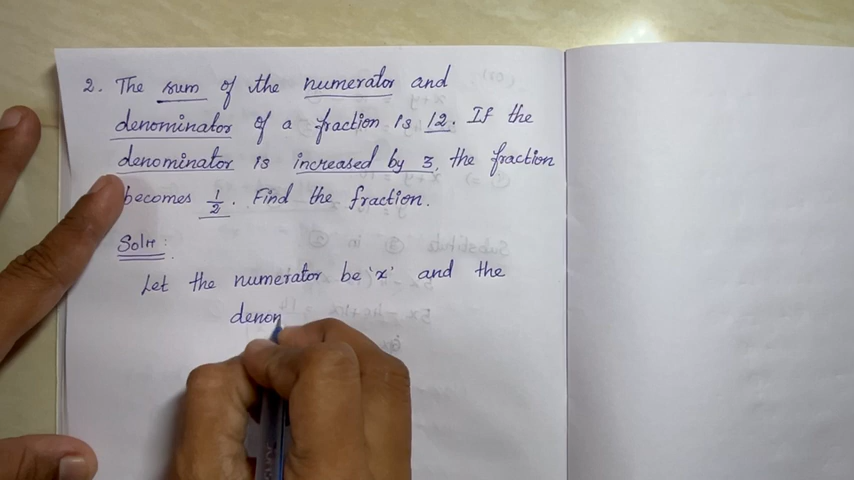 2. The sum of the numerator and
denominator of a fraction is 12. If the
denominator is increased by 3, the fraction
becomes 1/2. Find the fraction.
Soln:
Let the numerator be 'x' and the
denom